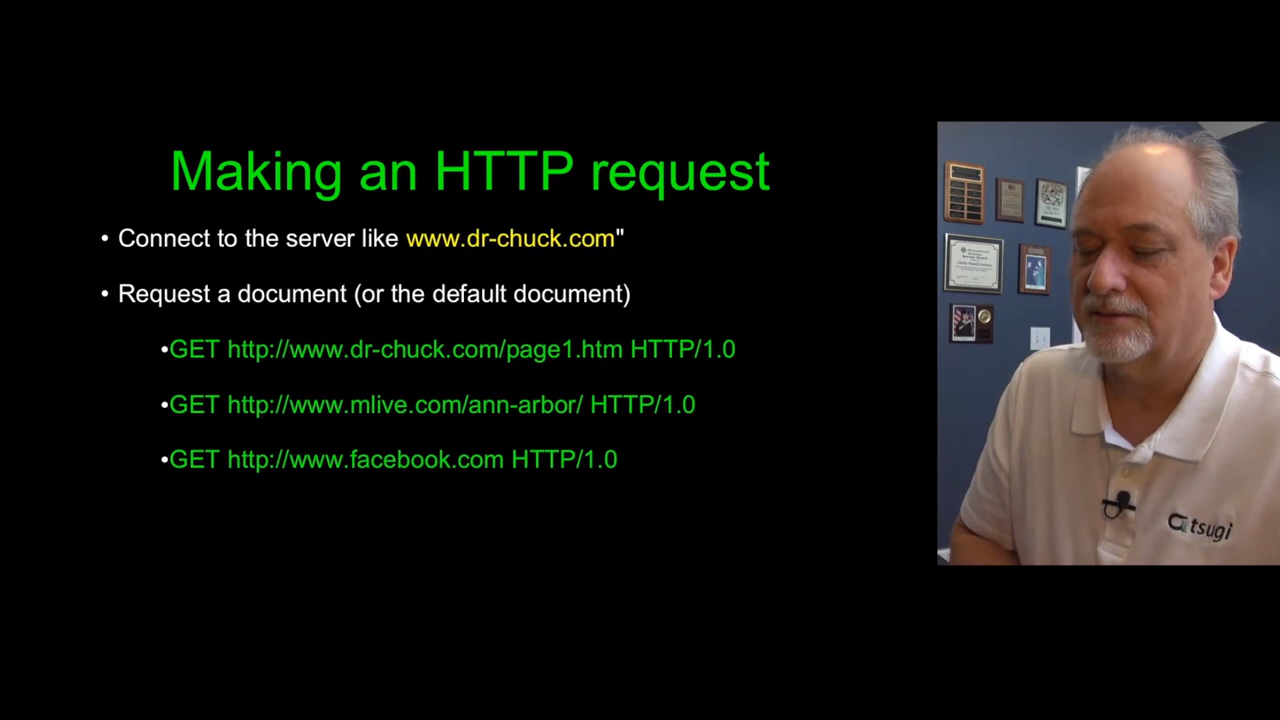 Making an HTTP request
• Connect to the server like www.dr-chuck.com"
• Request a document (or the default document)
•GET http://www.dr-chuck.com/page1.htm HTTP/1.0
•GET http://www.mlive.com/ann-arbor/ HTTP/1.0
•GET http://www.facebook.com HTTP/1.0
tsugi